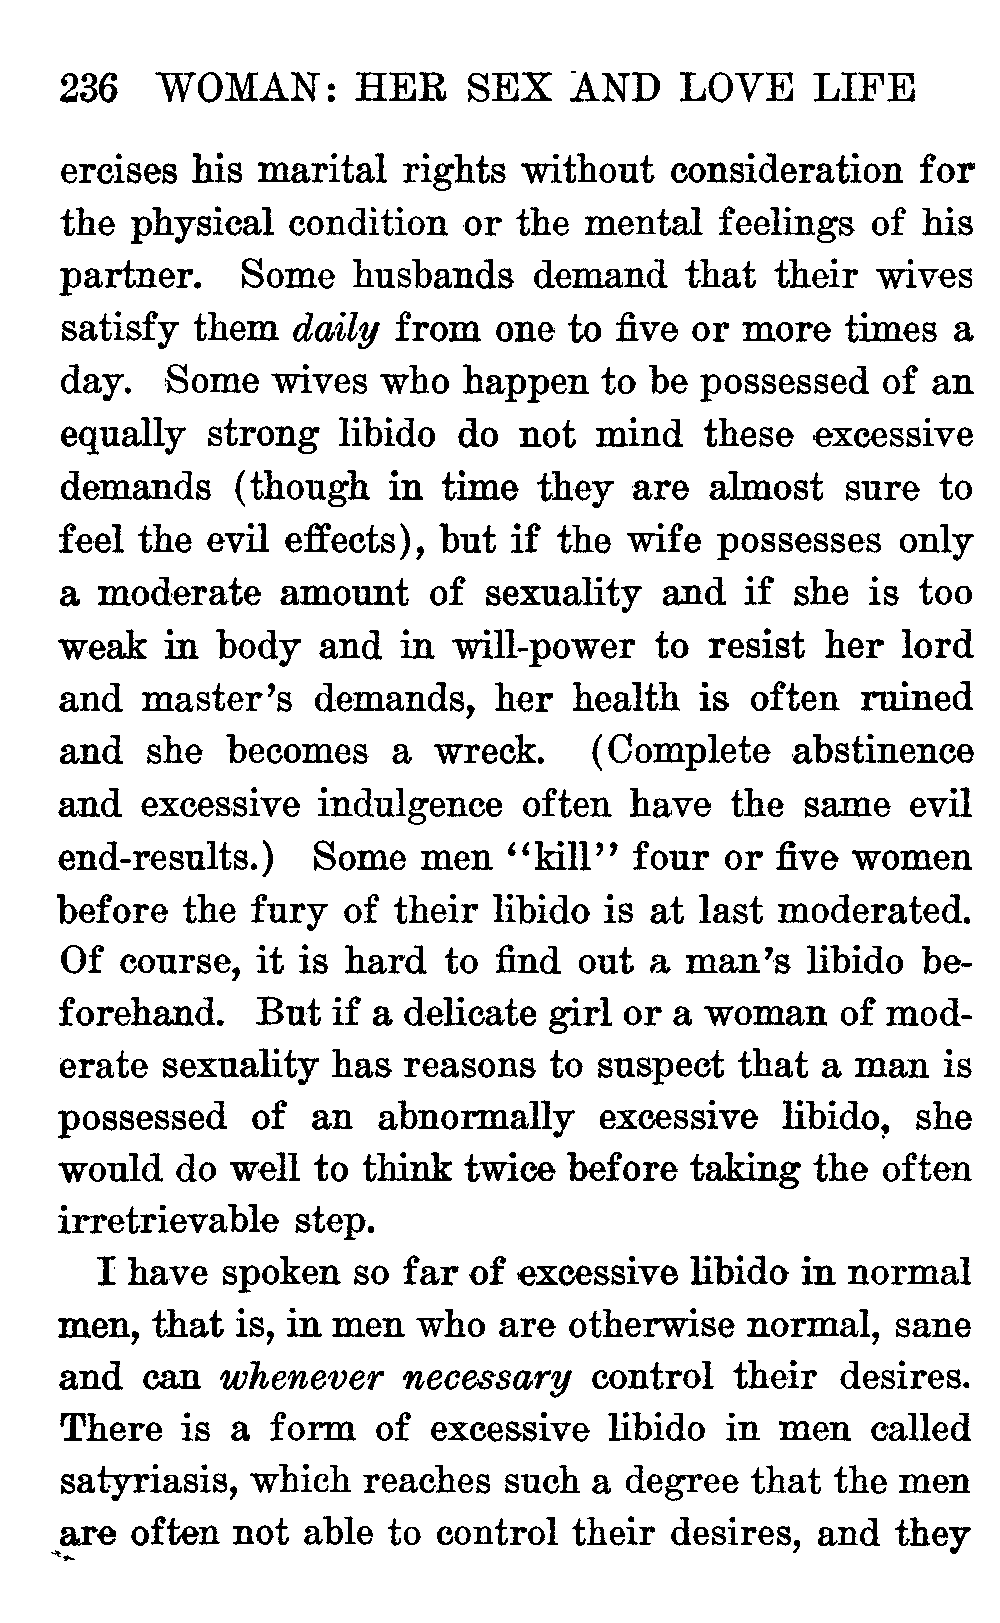 236 WOMAN: HER SEX AND LOVE LIFE
ercises his marital rights without consideration for
the physical condition or the mental feelings of his
partner. Some husbands demand that their wives
satisfy them daily from one to five or more times a
day. Some wives who happen to be possessed of an
equally strong libido do not mind these excessive
demands (though in time they are almost sure to
feel the evil effects), but if the wife possesses only
a moderate amount of sexuality and if she is too
weak in body and in will-power to resist her lord
and master's demands, her health is often ruined
and she becomes a wreck. (Complete abstinence
and excessive indulgence often have the same evil
end-results.) Some men “kill” four or five women
before the fury of their libido is at last moderated.
Of course, it is hard to find out a man's libido be-
forehand. But if a delicate girl or a woman of mod-
erate sexuality has reasons to suspect that a man is
possessed of an abnormally excessive libido, she
would do well to think twice before taking the often
irretrievable step.
I have spoken so far of excessive libido in normal
men, that is, in men who are otherwise normal, sane
and can whenever necessary control their desires.
There is a form of excessive libido in men called
satyriasis, which reaches such a degree that the men
are often not able to control their desires, and they